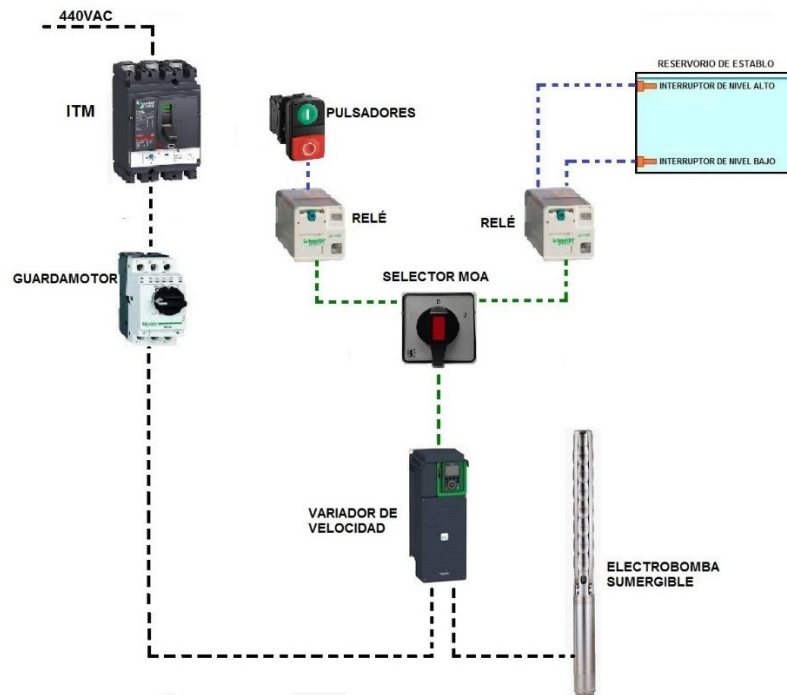 440VAC
ITM
PULSADORES
RESERVORIO DE ESTABLO
INTERRUPTOR DE NIVEL ALTO
INTERRUPTOR DE NIVEL BAJO
RELÉ
RELÉ
GUARDAMOTOR
SELECTOR MOA
VARIADOR DE
VELOCIDAD
ELECTROBOMBA
SUMERGIBLE